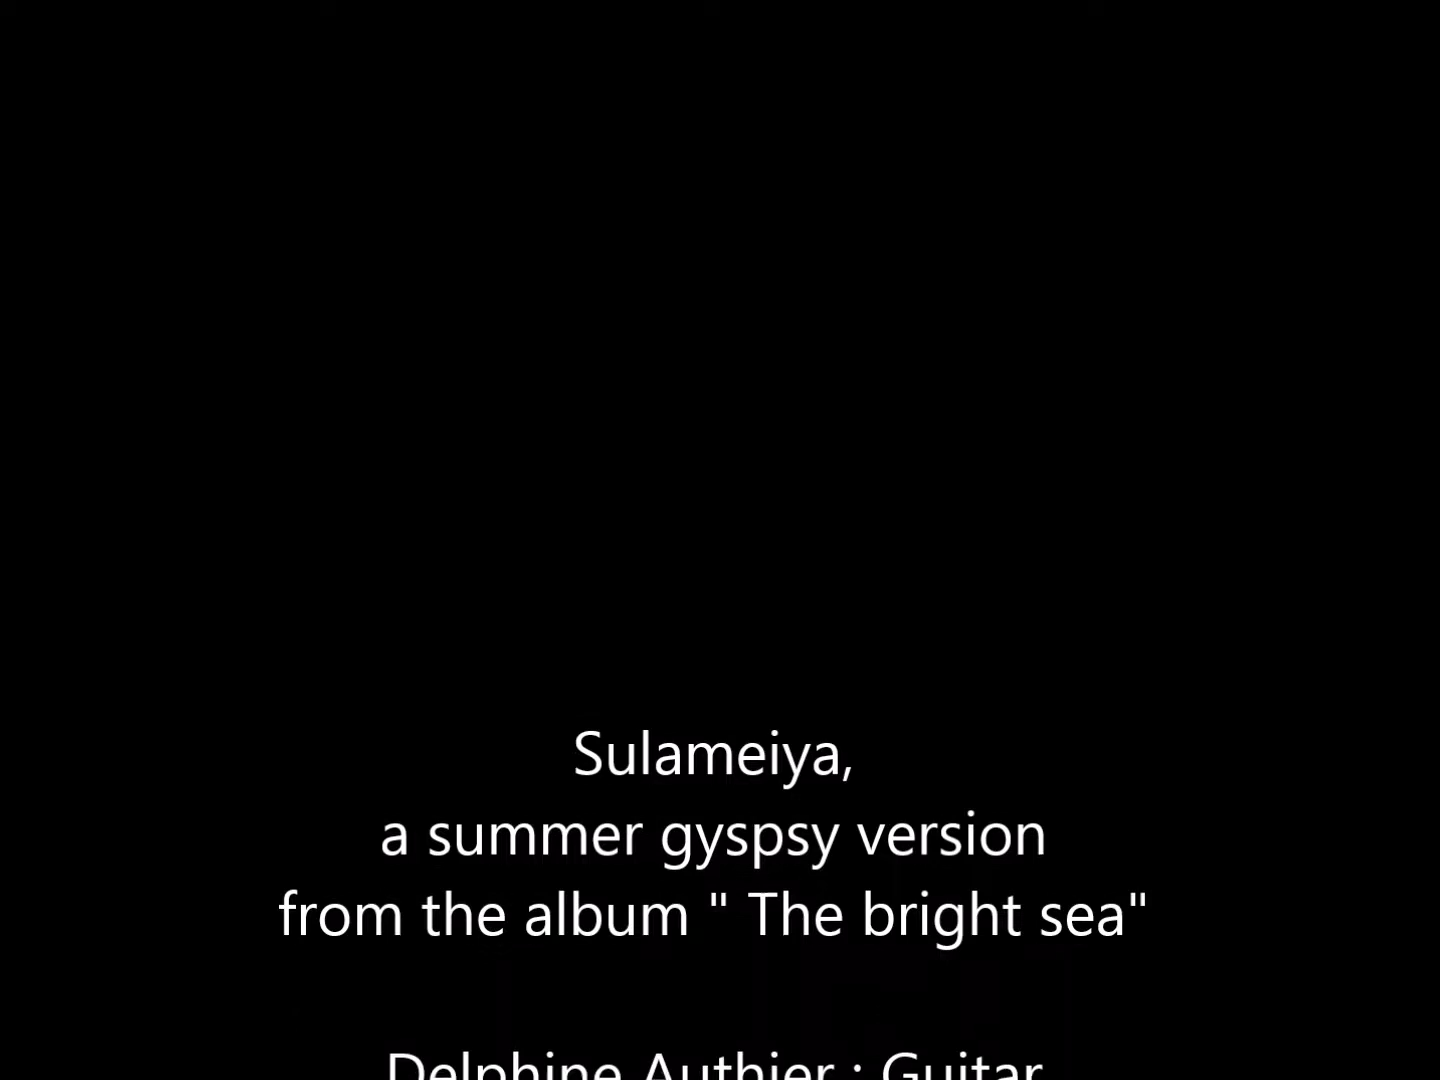 Sulameiya,
a summer gyspsy version
from the album " The bright sea"
Delphine Authier : Guitar